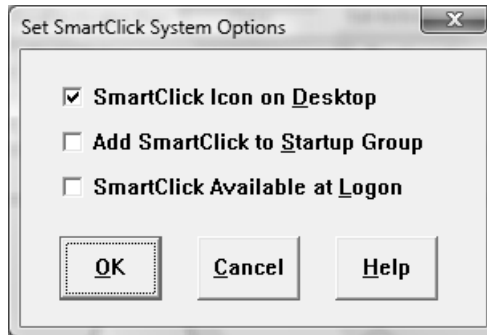 Set SmartClick System Options
SmartClick Icon on Desktop
Add SmartClick to Startup Group
SmartClick Available at Logon
OK
Cancel
Help